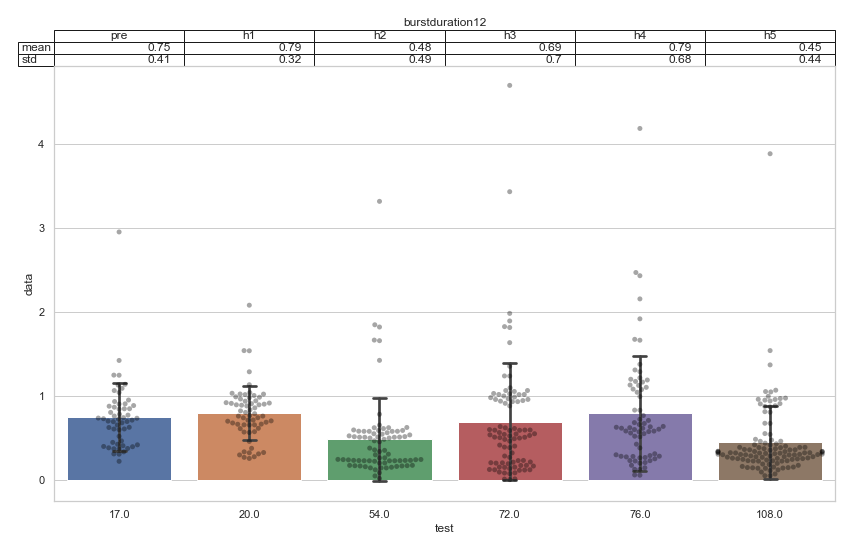 burstduration12
pre h1 h2 h3 h4 h5
mean 0.75 0.79 0.48 0.69 0.79 0.45
std 0.41 0.32 0.49 0.7 0.68 0.44
4
3
2
1
0
data
17.0 20.0 54.0 72.0 76.0 108.0
test